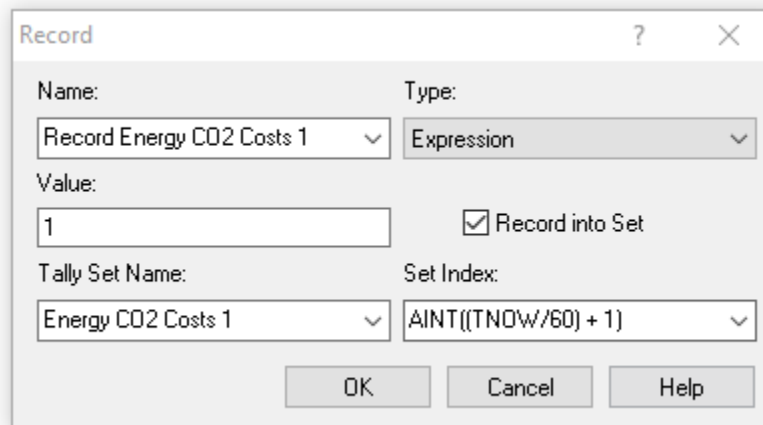 Record ?
Name: Type:
Record Energy CO2 Costs 1 Expression
Value:
1 Record into Set
Tally Set Name: Set Index:
Energy CO2 Costs 1 AINT((TNOW/60) + 1)
OK Cancel Help